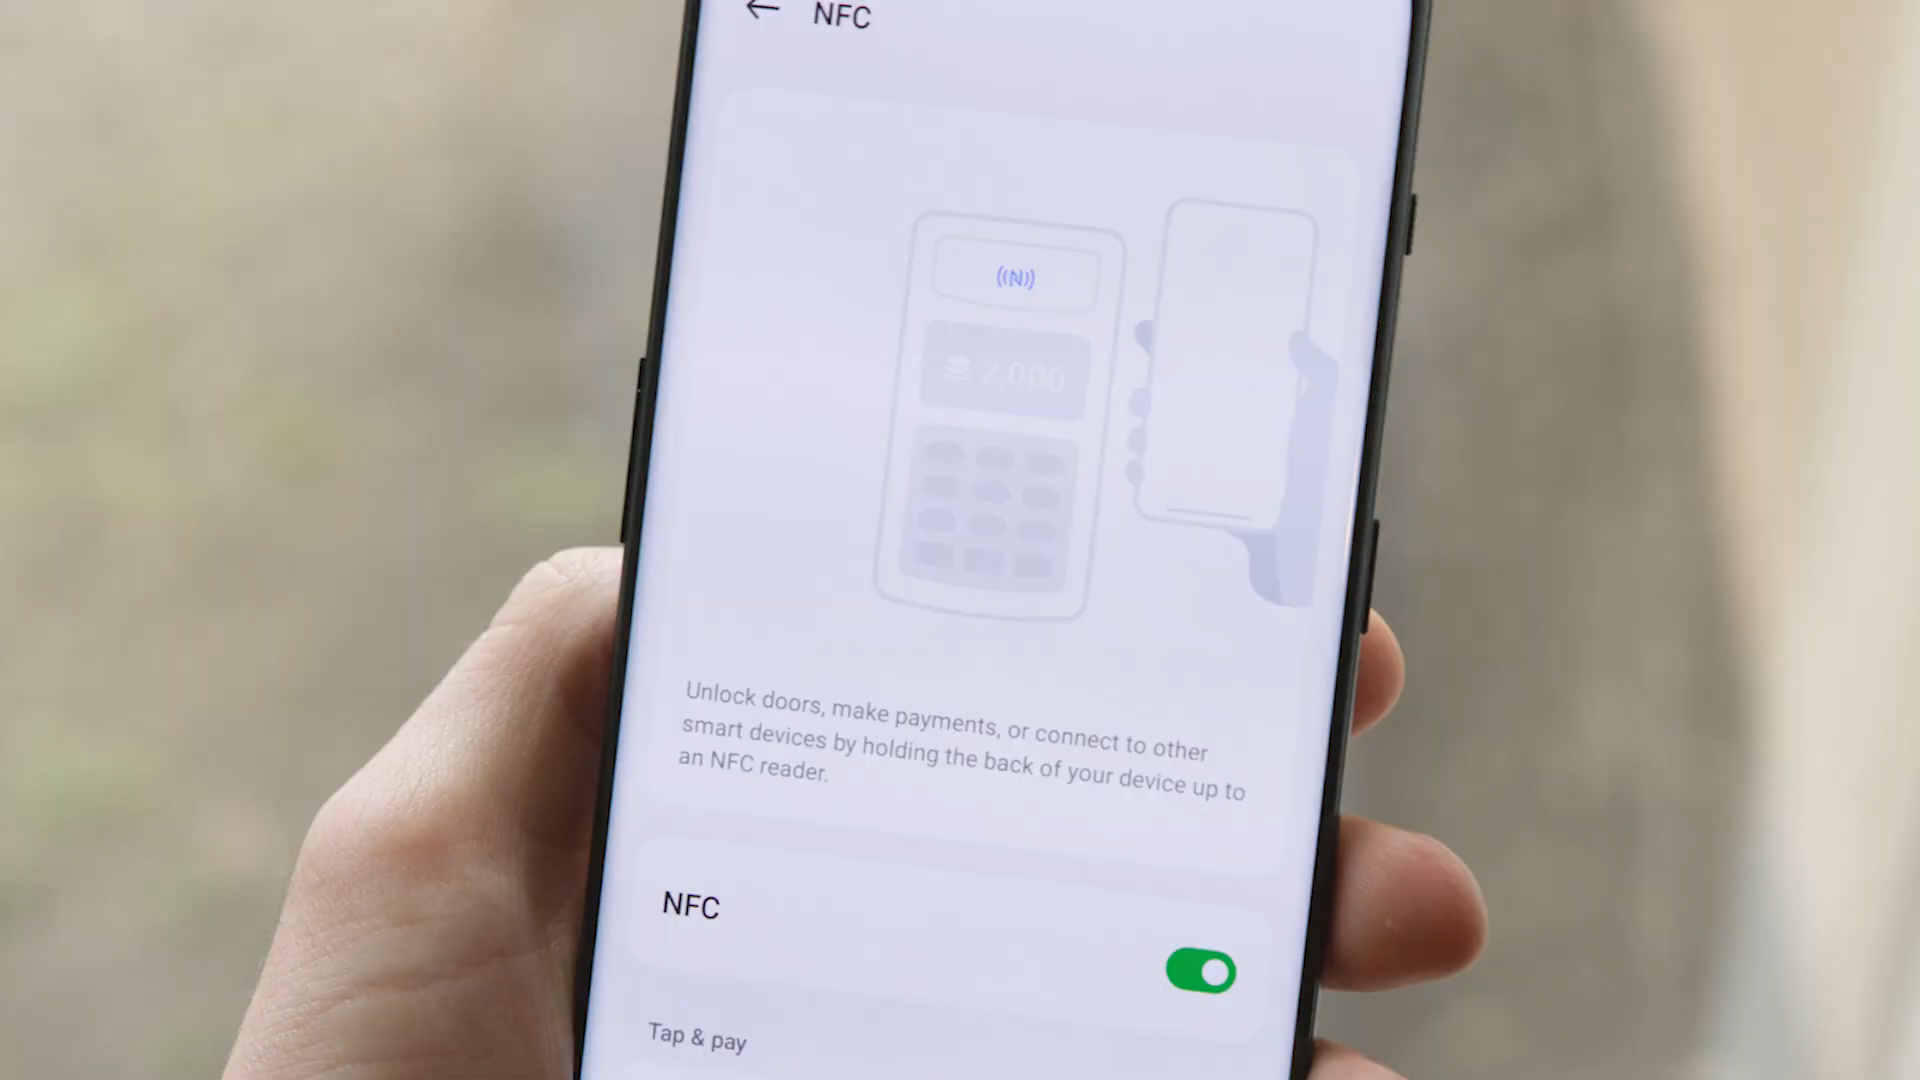 NFC
((N))
2,000
Unlock doors, make payments, or connect to other
smart devices by holding the back of your device up to
an NFC reader.
NFC
Tap & pay